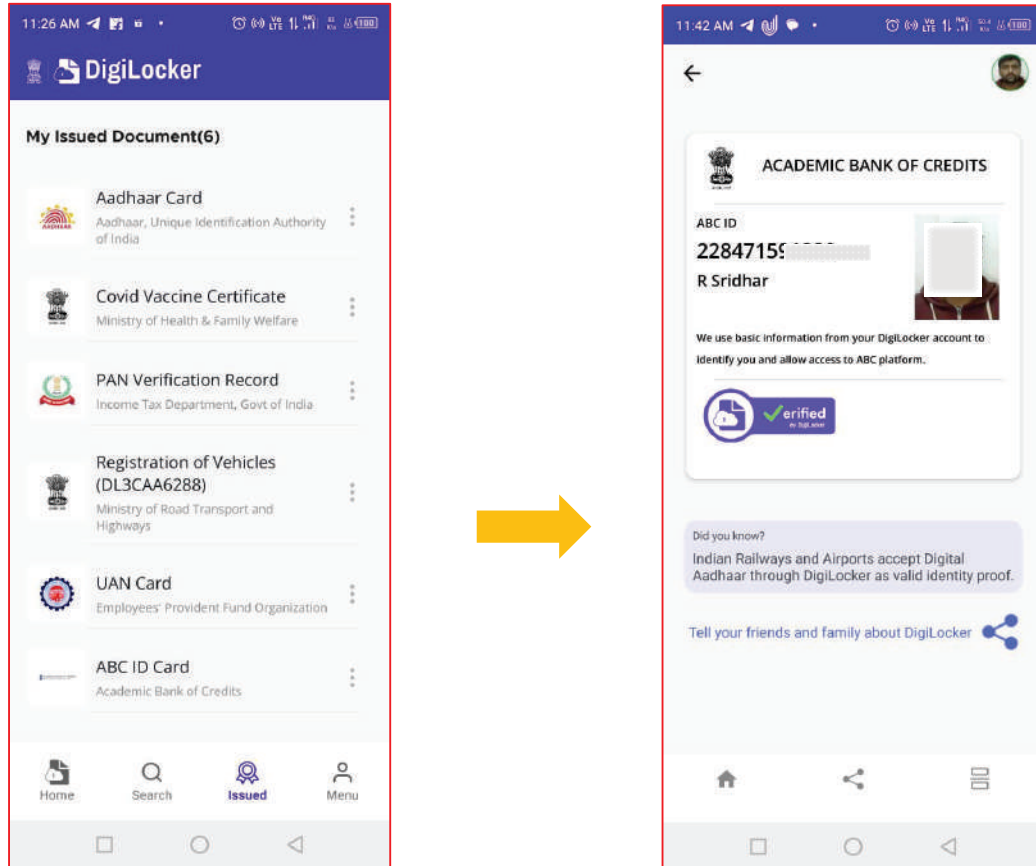 11:26 AM
DigiLocker
My Issued Document(6)
Aadhaar Card
Aadhaar, Unique Identification Authority
of India
AADHAAR
Covid Vaccine Certificate
Ministry of Health & Family Welfare
PAN Verification Record
Income Tax Department, Govt of India
Registration of Vehicles
(DL3CAA6288)
Ministry of Road Transport and
Highways
UAN Card
Employees' Provident Fund Organization
ABC ID Card
Academic Bank of Credits
Home
Search
Issued
Menu
11:42 AM
ACADEMIC BANK OF CREDITS
ABC ID
22847159
R Sridhar
We use basic information from your DigiLocker account to
identify you and allow access to ABC platform.
Verified
by DigiLocker
Did you know?
Indian Railways and Airports accept Digital
Aadhaar through DigiLocker as valid identity proof.
Tell your friends and family about DigiLocker